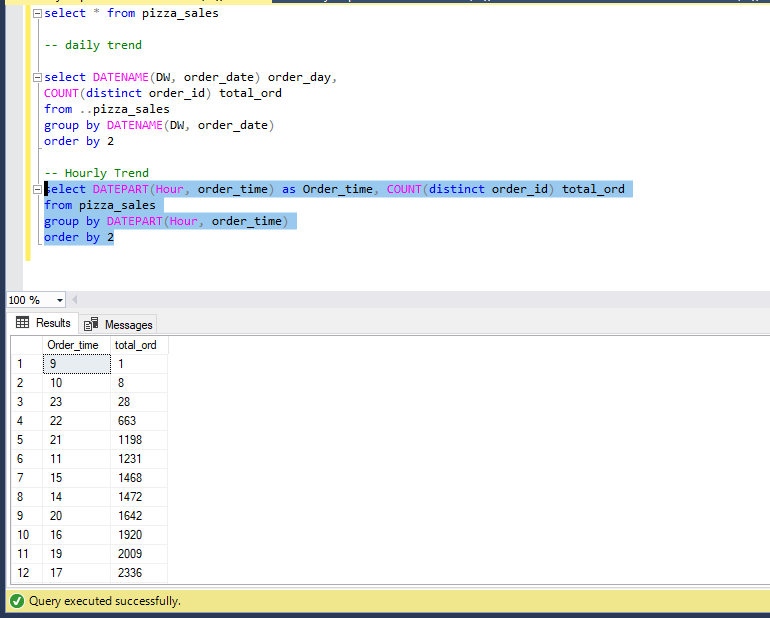 select * from pizza_sales
-- daily trend
select DATENAME(DW, order_date) order_day,
COUNT(distinct order_id) total_ord
from ..pizza_sales
group by DATENAME(DW, order_date)
order by 2
-- Hourly Trend
select DATEPART(Hour, order_time) as Order_time, COUNT(distinct order_id) total_ord
from pizza_sales
group by DATEPART(Hour, order_time)
order by 2
100 %
Results Messages
Order_time total_ord
1 9 1
2 10 8
3 23 28
4 22 663
5 21 1198
6 11 1231
7 15 1468
8 14 1472
9 20 1642
10 16 1920
11 19 2009
12 17 2336
Query executed successfully.